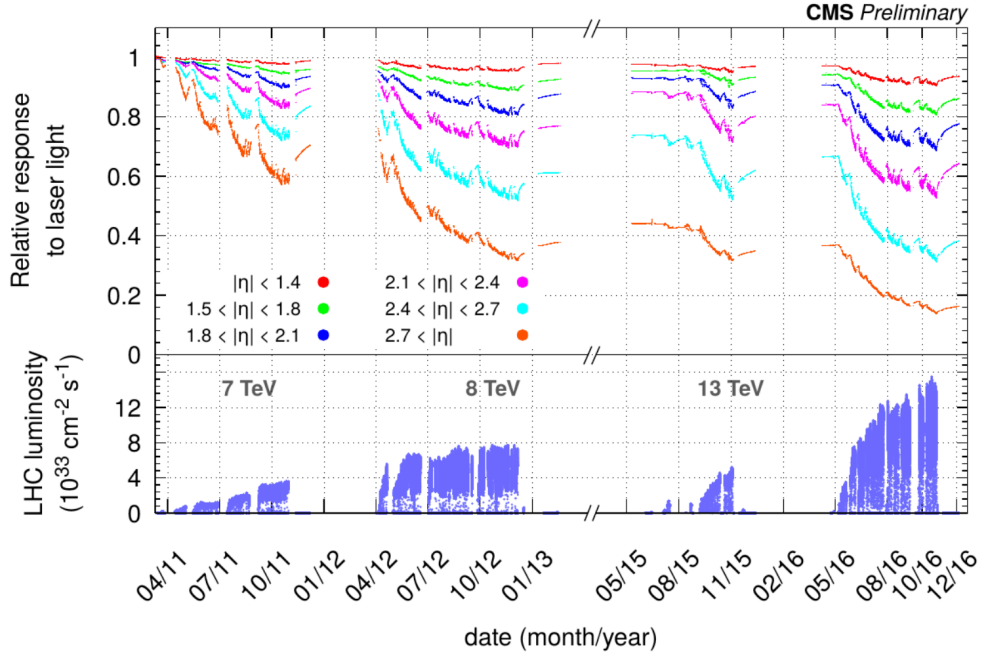 CMS Preliminary
Relative response
to laser light
1
0.8
0.6
0.4
0.2
0
|η| < 1.4
1.5 < |η| < 1.8
1.8 < |η| < 2.1
2.1 < |η| < 2.4
2.4 < |η| < 2.7
2.7 < |η|
LHC luminosity
(10³³ cm⁻² s⁻¹)
12
8
4
0
7 TeV
8 TeV
13 TeV
04/11 07/11 10/11 01/12 04/12 07/12 10/12 01/13 05/15 08/15 11/15 02/16 05/16 08/16 10/16 12/16
date (month/year)